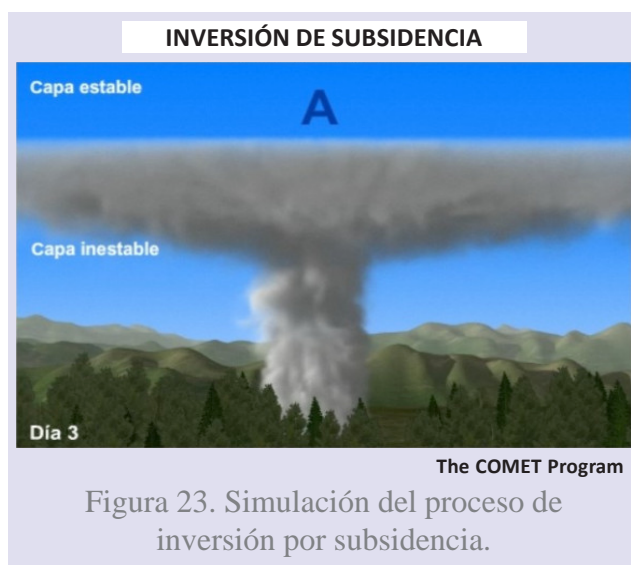 INVERSIÓN DE SUBSIDENCIA
Capa estable
A
Capa inestable
Día 3
The COMET Program
Figura 23. Simulación del proceso de
inversión por subsidencia.